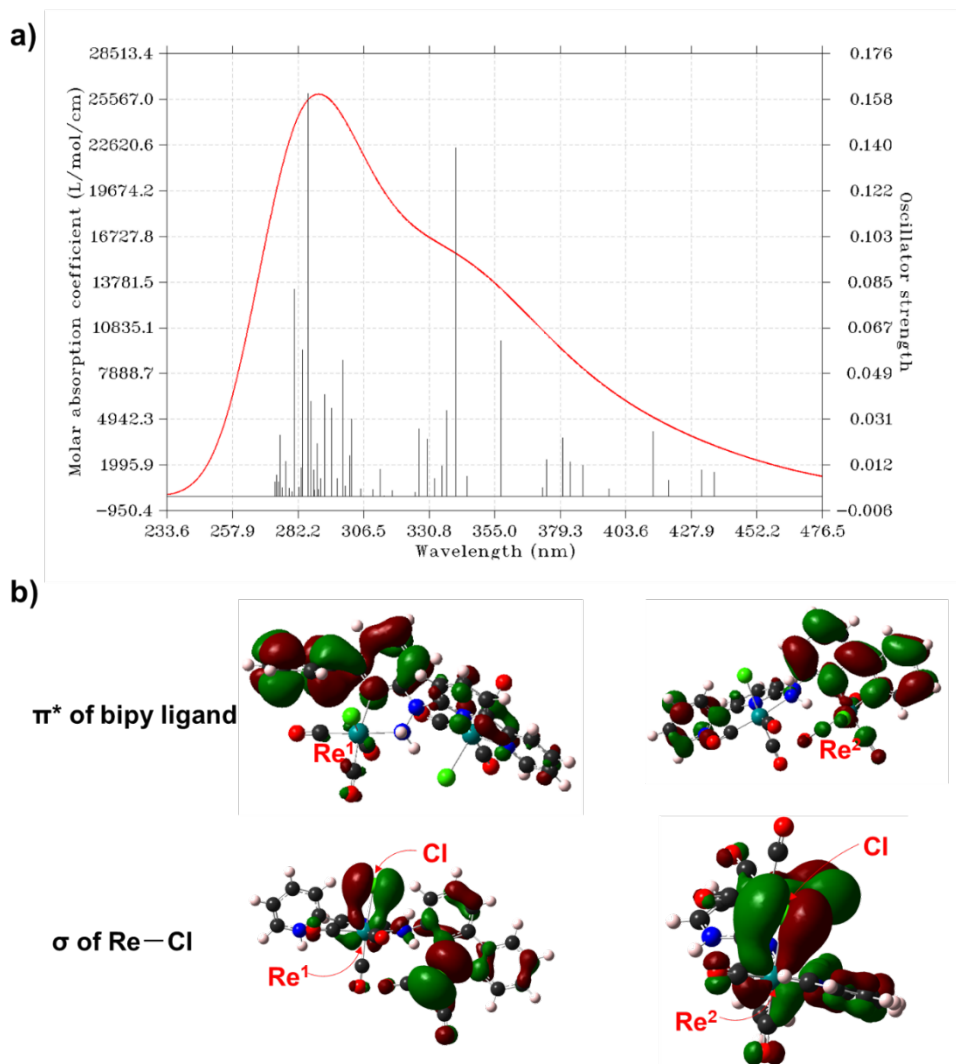 a)
28513.4
25567.0
22620.6
19674.2
16727.8
13781.5
10835.1
7888.7
4942.3
1995.9
−950.4
Molar absorption coefficient (L/mol/cm)
0.176
0.158
0.140
0.122
0.103
0.085
0.067
0.049
0.031
0.012
−0.006
Oscillator strength
233.6 257.9 282.2 306.5 330.8 355.0 379.3 403.6 427.9 452.2 476.5
Wavelength (nm)
b)
π* of bipy ligand
Re1
Re2
Cl
Cl
σ of Re—Cl
Re1
Re2